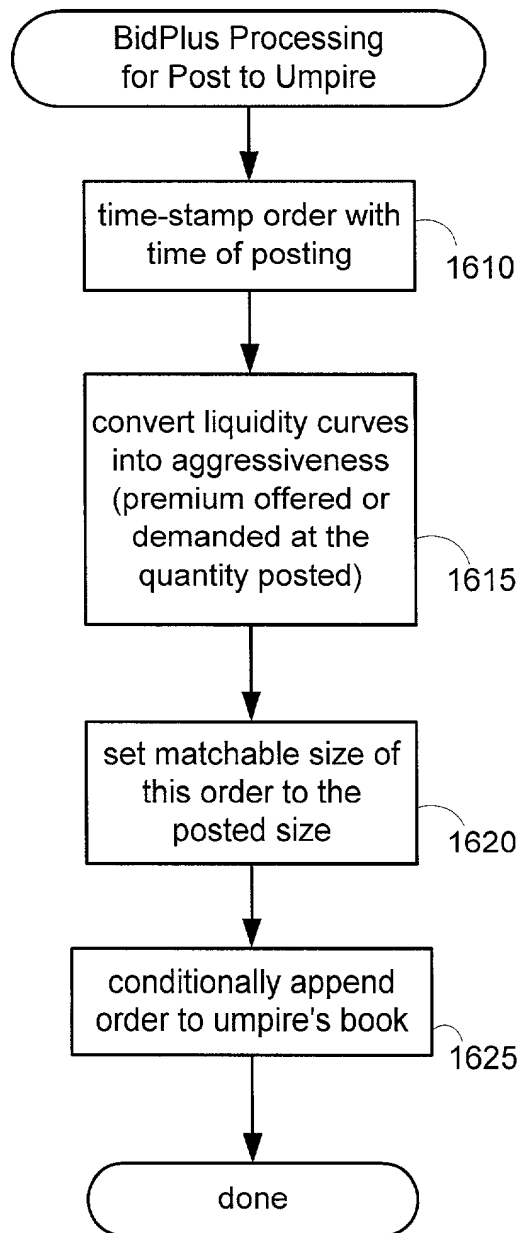 BidPlus Processing
for Post to Umpire
time-stamp order with
time of posting
1610
convert liquidity curves
into aggressiveness
(premium offered or
demanded at the
quantity posted)
1615
set matchable size of
this order to the
posted size
1620
conditionally append
order to umpire's book
1625
done